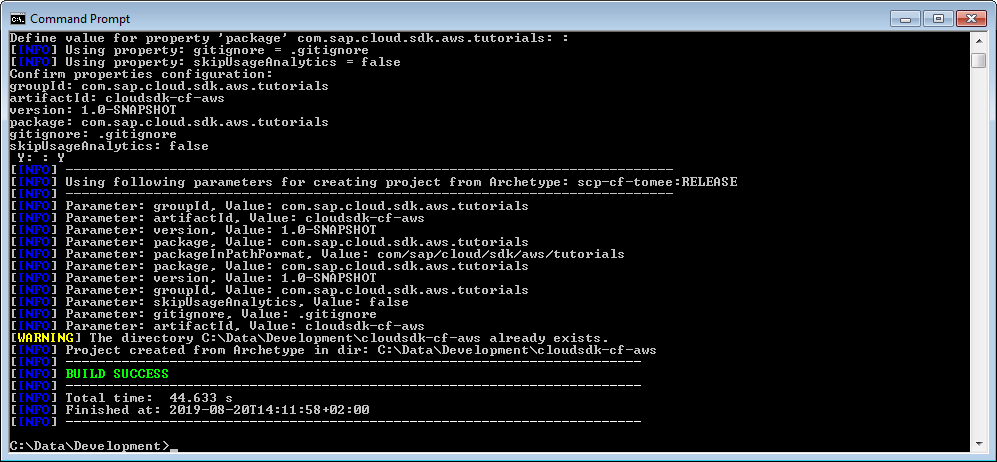 Command Prompt
Define value for property 'package' com.sap.cloud.sdk.aws.tutorials: :
[INFO] Using property: gitignore = .gitignore
[INFO] Using property: skipUsageAnalytics = false
Confirm properties configuration:
groupId: com.sap.cloud.sdk.aws.tutorials
artifactId: cloudsdk-cf-aws
version: 1.0-SNAPSHOT
package: com.sap.cloud.sdk.aws.tutorials
gitignore: .gitignore
skipUsageAnalytics: false
 Y: : Y
[INFO] ----------------------------------------------------------------------------
[INFO] Using following parameters for creating project from Archetype: scp-cf-tomee:RELEASE
[INFO] ----------------------------------------------------------------------------
[INFO] Parameter: groupId, Value: com.sap.cloud.sdk.aws.tutorials
[INFO] Parameter: artifactId, Value: cloudsdk-cf-aws
[INFO] Parameter: version, Value: 1.0-SNAPSHOT
[INFO] Parameter: package, Value: com.sap.cloud.sdk.aws.tutorials
[INFO] Parameter: packageInPathFormat, Value: com/sap/cloud/sdk/aws/tutorials
[INFO] Parameter: package, Value: com.sap.cloud.sdk.aws.tutorials
[INFO] Parameter: version, Value: 1.0-SNAPSHOT
[INFO] Parameter: groupId, Value: com.sap.cloud.sdk.aws.tutorials
[INFO] Parameter: skipUsageAnalytics, Value: false
[INFO] Parameter: gitignore, Value: .gitignore
[INFO] Parameter: artifactId, Value: cloudsdk-cf-aws
[WARNING] The directory C:\Data\Development\cloudsdk-cf-aws already exists.
[INFO] Project created from Archetype in dir: C:\Data\Development\cloudsdk-cf-aws
[INFO] ------------------------------------------------------------------------
[INFO] BUILD SUCCESS
[INFO] ------------------------------------------------------------------------
[INFO] Total time:  44.633 s
[INFO] Finished at: 2019-08-20T14:11:58+02:00
[INFO] ------------------------------------------------------------------------
C:\Data\Development>_